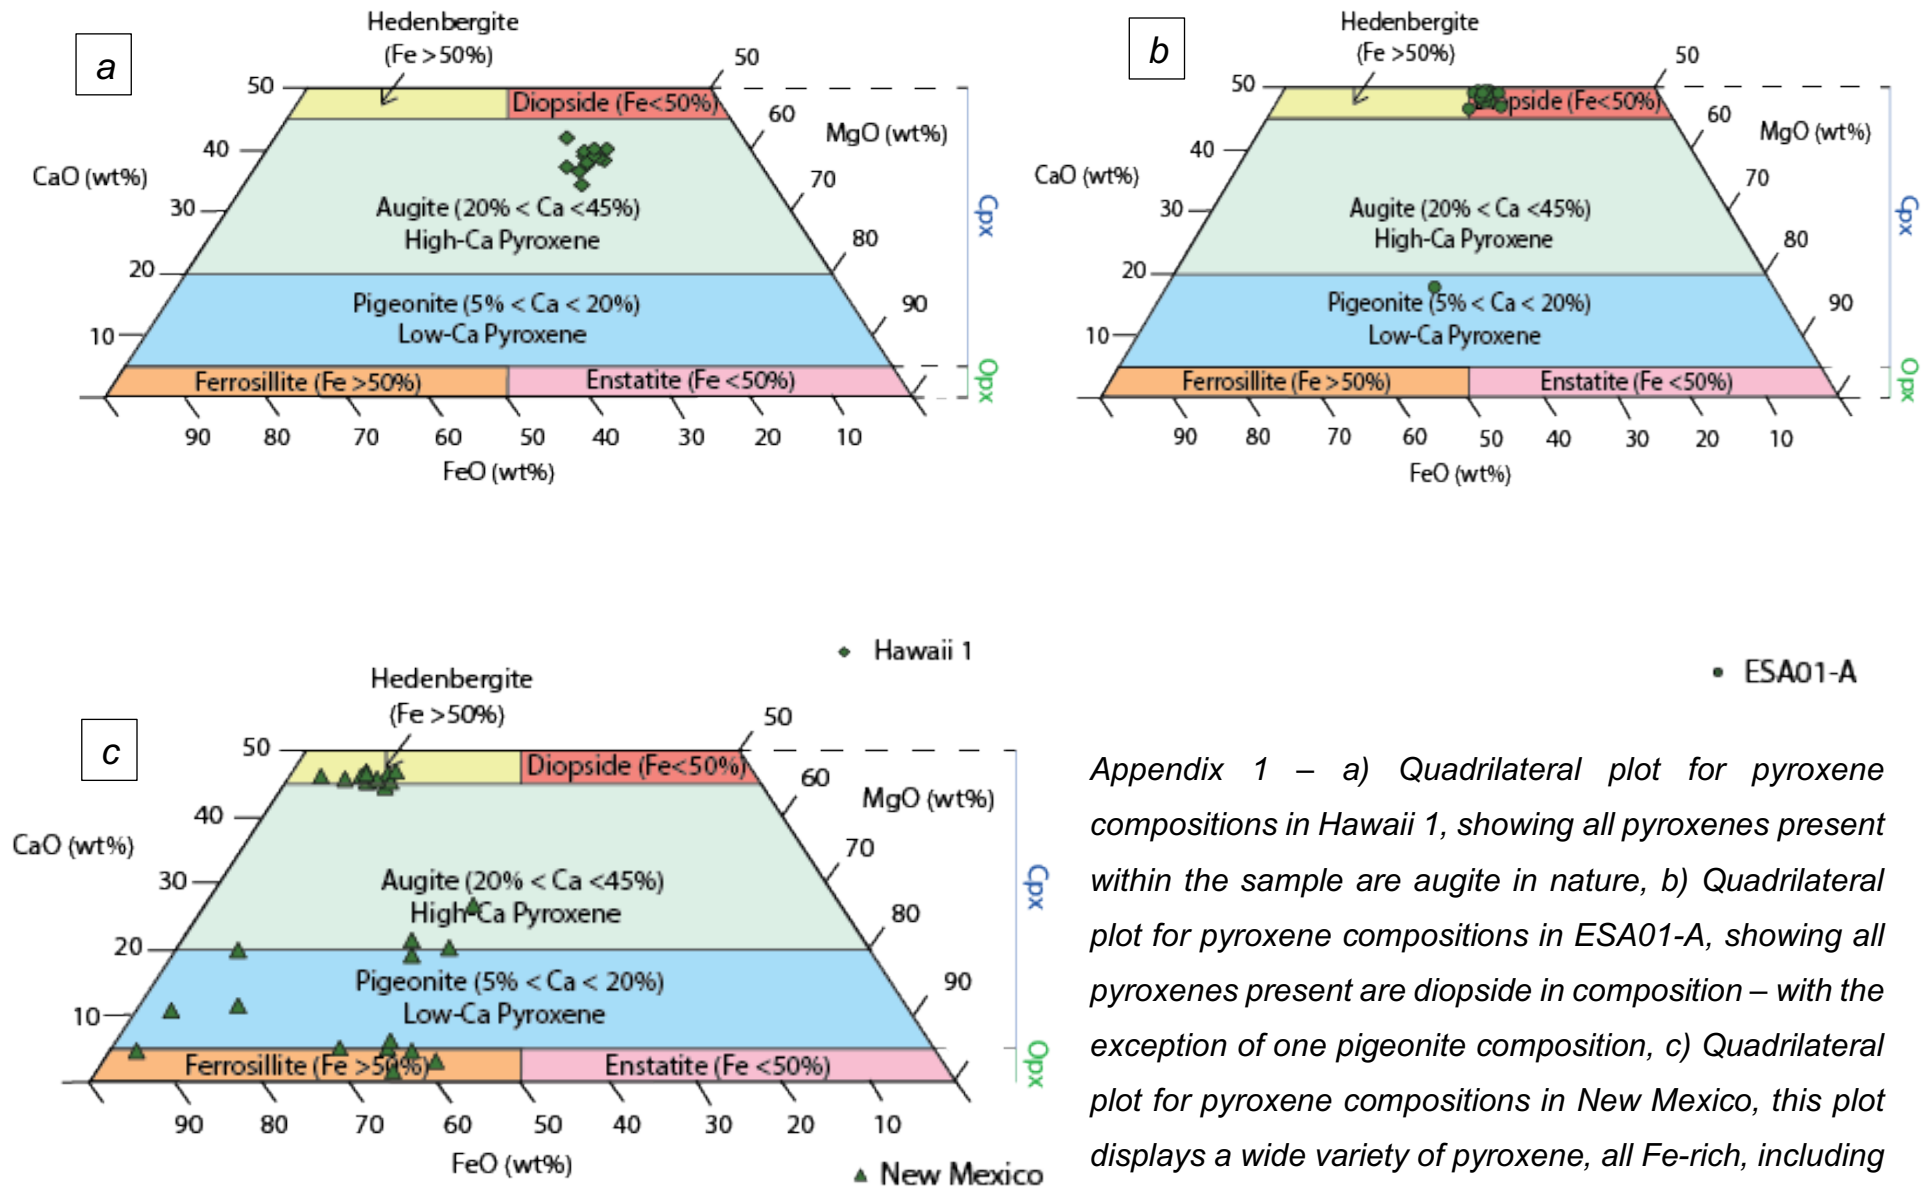 a
Hedenbergite
(Fe >50%)
50
50
Diopside (Fe<50%)
60
MgO (wt%)
40
CaO (wt%)
70
30
Augite (20% < Ca <45%)
High-Ca Pyroxene
Cpx
80
20
Pigeonite (5% < Ca < 20%)
Low-Ca Pyroxene
90
10
Ferrosillite (Fe >50%)
Enstatite (Fe <50%)
Opx
90 80 70 60 50 40 30 20 10
FeO (wt%)
Hawaii 1
b
Hedenbergite
(Fe >50%)
50
50
pside (Fe<50%)
60
MgO (wt%)
40
CaO (wt%)
70
30
Augite (20% < Ca <45%)
High-Ca Pyroxene
Cpx
80
20
Pigeonite (5% < Ca < 20%)
Low-Ca Pyroxene
90
10
Ferrosillite (Fe >50%)
Enstatite (Fe <50%)
Opx
90 80 70 60 50 40 30 20 10
FeO (wt%)
ESA01-A
c
Hedenbergite
(Fe >50%)
50
50
Diopside (Fe<50%)
60
MgO (wt%)
40
CaO (wt%)
70
30
Augite (20% < Ca <45%)
High-Ca Pyroxene
Cpx
80
20
Pigeonite (5% < Ca < 20%)
Low-Ca Pyroxene
90
10
Ferrosillite (Fe >50%)
Enstatite (Fe <50%)
Opx
90 80 70 60 50 40 30 20 10
FeO (wt%)
New Mexico
Appendix 1 – a) Quadrilateral plot for pyroxene
compositions in Hawaii 1, showing all pyroxenes present
within the sample are augite in nature, b) Quadrilateral
plot for pyroxene compositions in ESA01-A, showing all
pyroxenes present are diopside in composition – with the
exception of one pigeonite composition, c) Quadrilateral
plot for pyroxene compositions in New Mexico, this plot
displays a wide variety of pyroxene, all Fe-rich, including